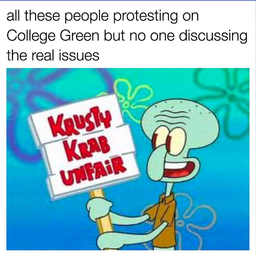 all these people protesting on
College Green but no one discussing
the real issues
KRUSTY
KRAB
UNFAIR